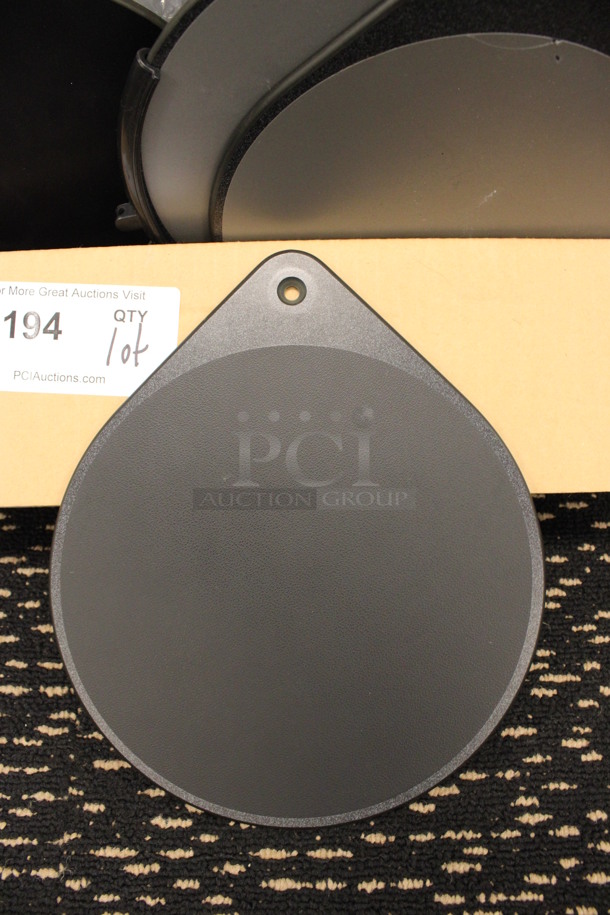 r More Great Auctions Visit
194
QTY
lot
PCIAuctions.com
PCI
AUCTION GROUP